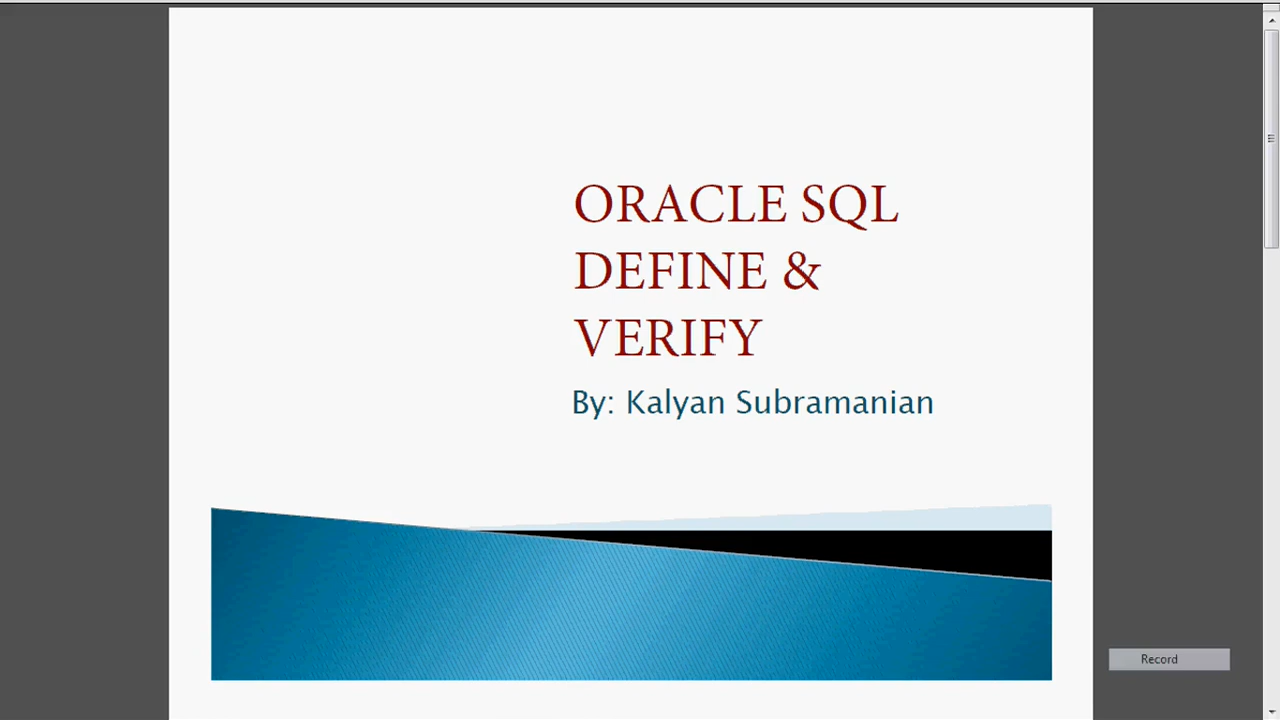 ORACLE SQL
DEFINE &
VERIFY
By: Kalyan Subramanian
Record